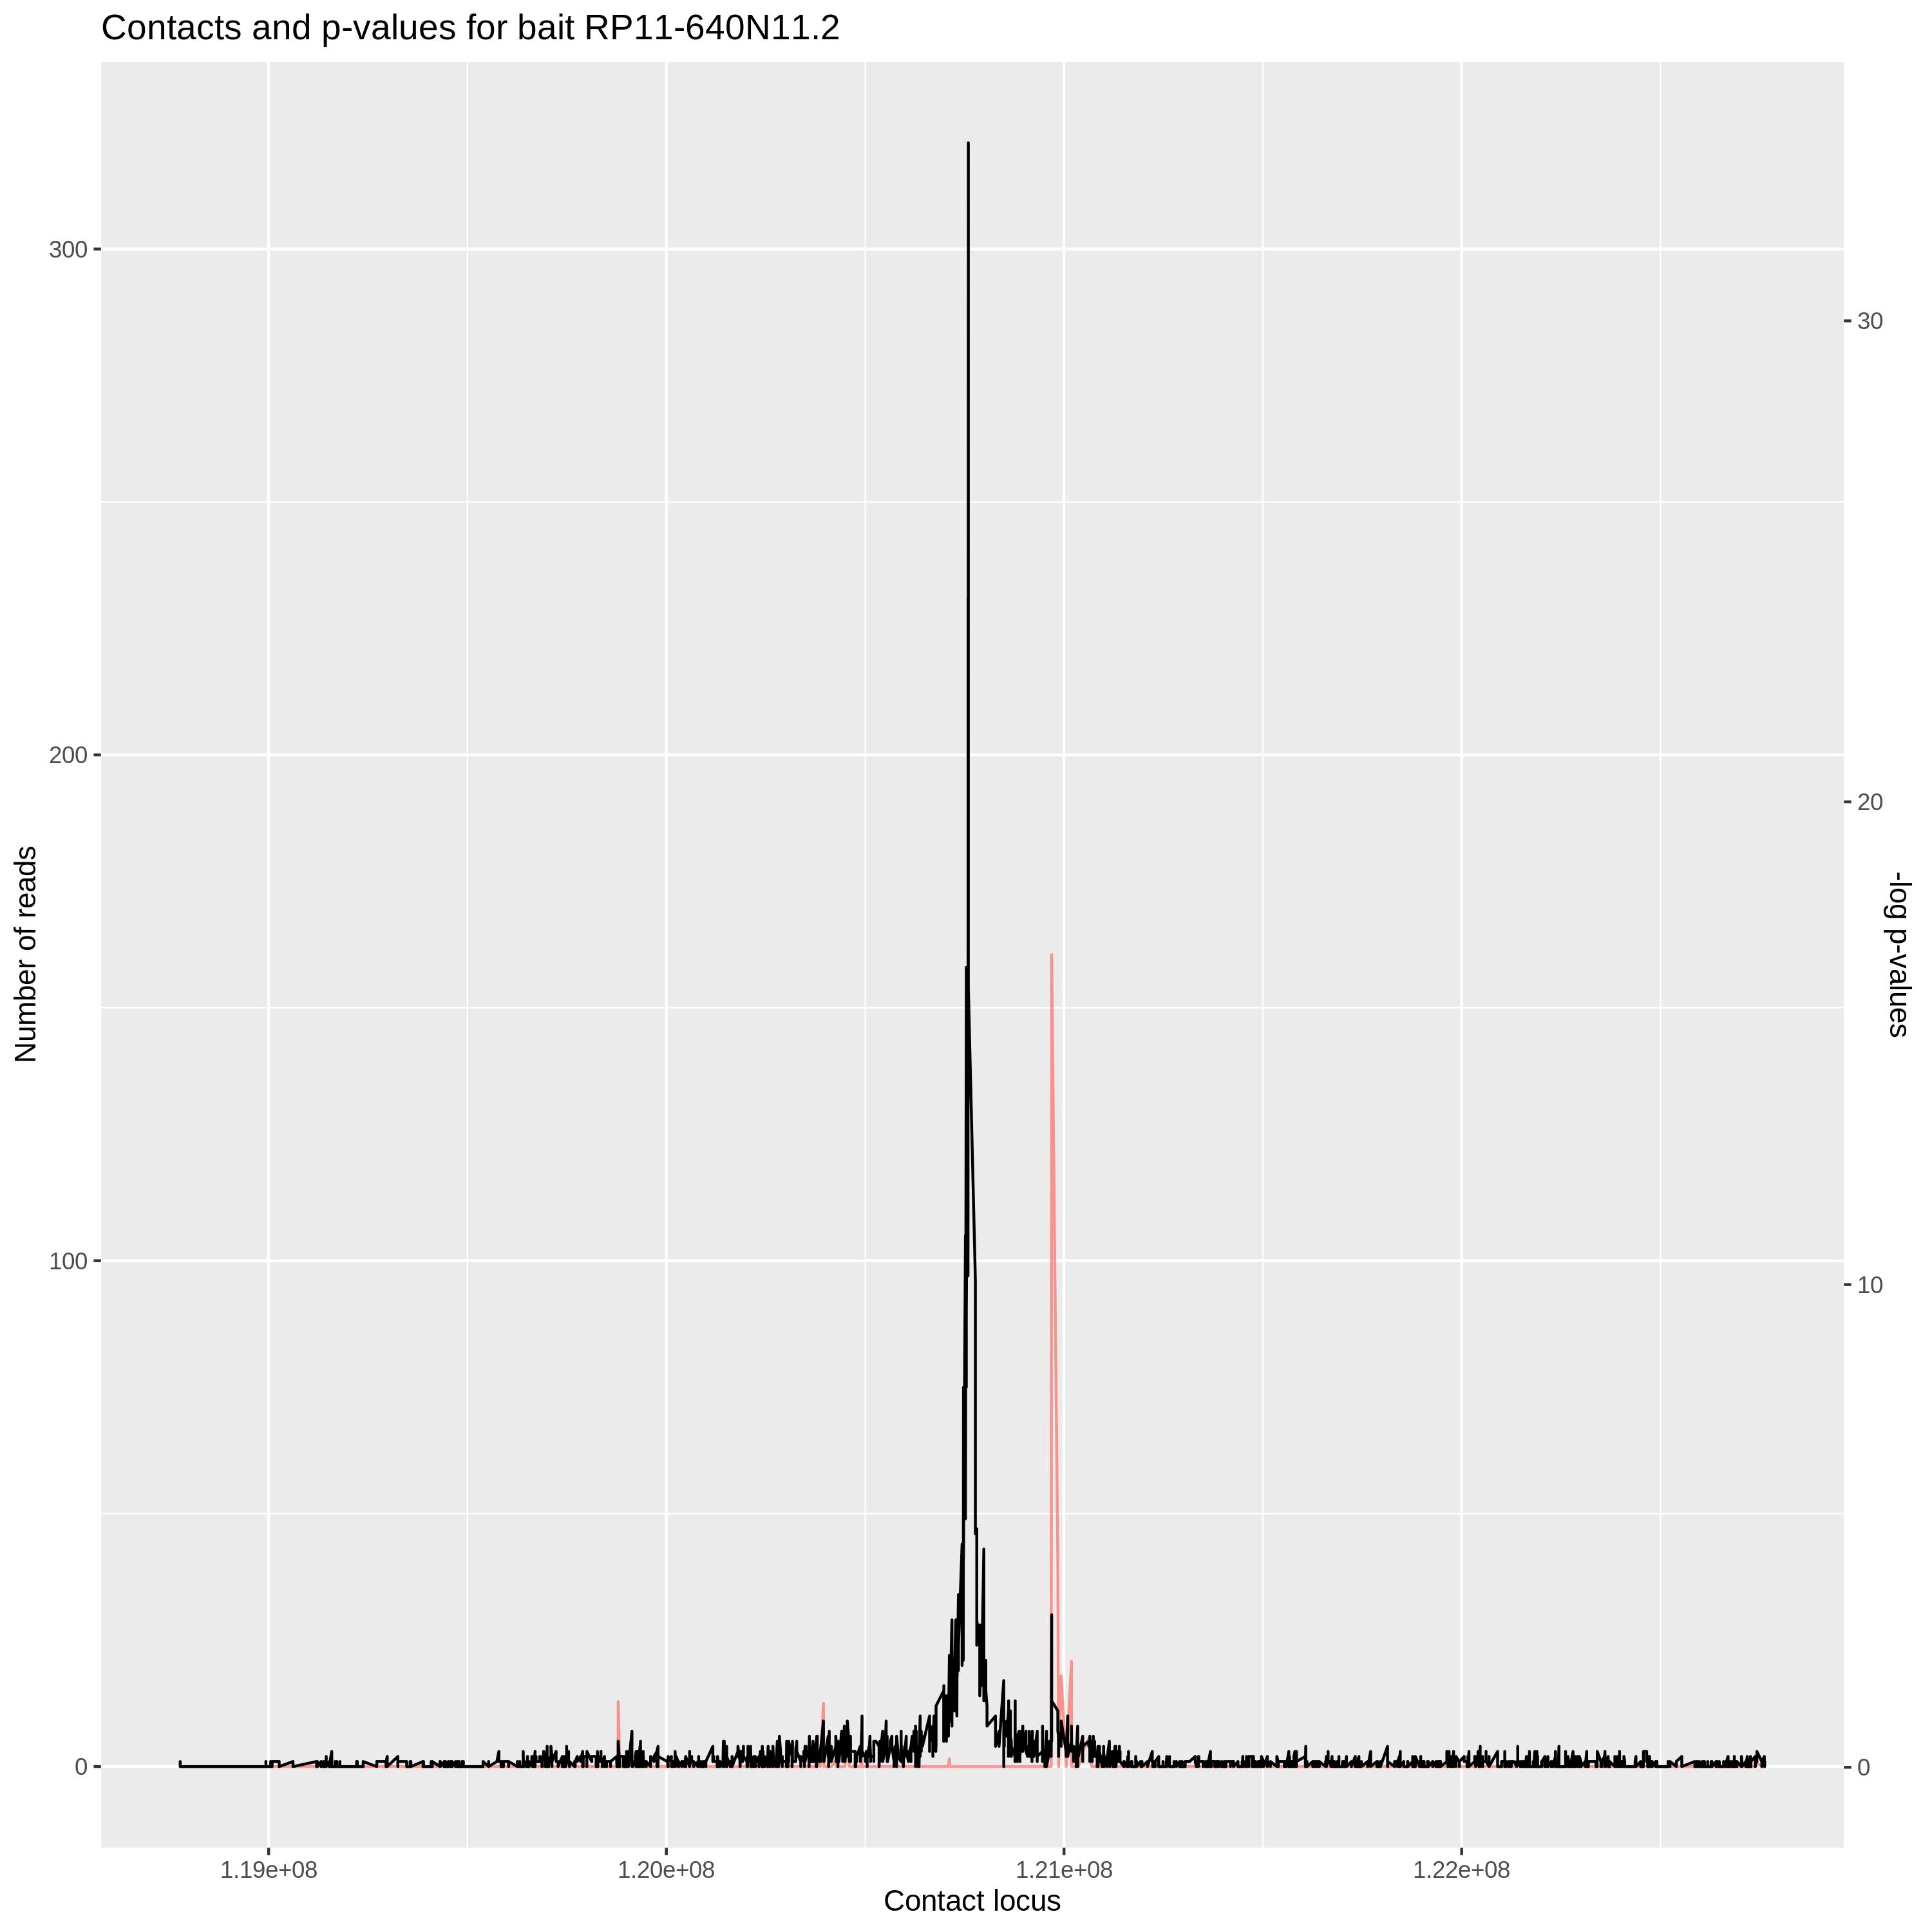 Contacts and p-values for bait RP11-640N11.2
300
200
100
0
Number of reads
30
20
10
0
-log p-values
1.19e+08
1.20e+08
1.21e+08
1.22e+08
Contact locus